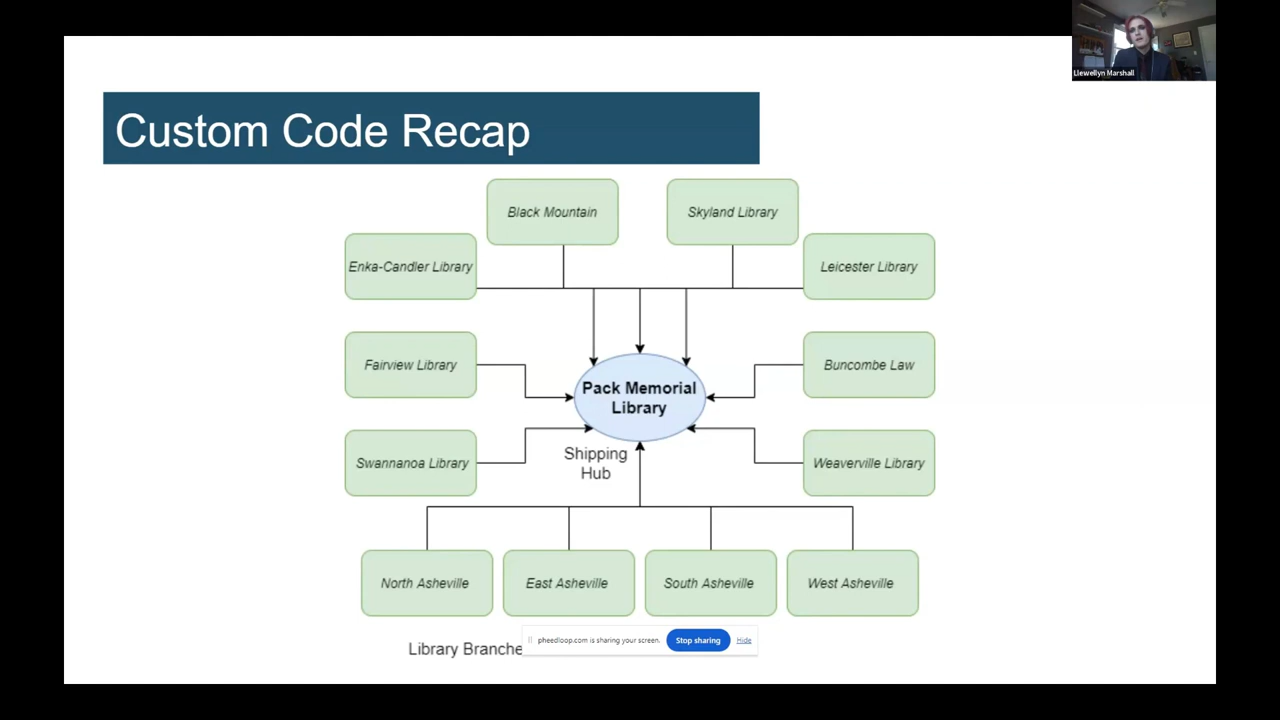 Llewellyn Marshall
Custom Code Recap
Black Mountain
Skyland Library
Enka-Candler Library
Leicester Library
Fairview Library
Buncombe Law
Pack Memorial
Library
Swannanoa Library
Shipping
Hub
Weaverville Library
North Asheville
East Asheville
South Asheville
West Asheville
Library Branche
pheedloop.com is sharing your screen.
Stop sharing
Hide